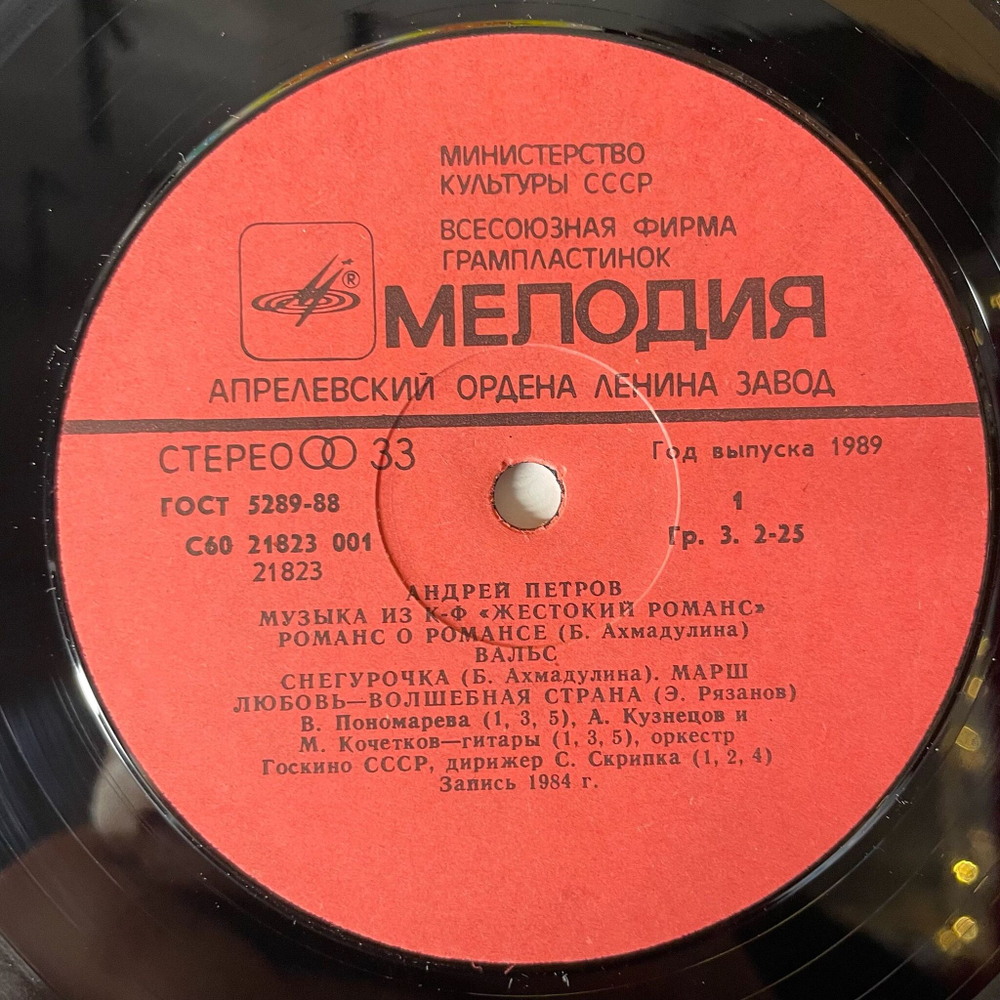 МИНИСТЕРСТВО
КУЛЬТУРЫ СССР
ВСЕСОЮЗНАЯ ФИРМА
ГРАМПЛАСТИНОК
®
МЕЛОДИЯ
АПРЕЛЕВСКИЙ ОРДЕНА ЛЕНИНА ЗАВОД
СТЕРЕО 33
Год выпуска 1989
ГОСТ 5289-88
1
С60 21823 001
Гр. 3. 2-25
21823
АНДРЕЙ ПЕТРОВ
МУЗЫКА ИЗ К-Ф «ЖЕСТОКИЙ РОМАНС»
РОМАНС О РОМАНСЕ (Б. Ахмадулина)
ВАЛЬС
СНЕГУРОЧКА (Б. Ахмадулина). МАРШ
ЛЮБОВЬ—ВОЛШЕБНАЯ СТРАНА (Э. Рязанов)
В. Пономарева (1, 3, 5), А. Кузнецов и
М. Кочетков—гитары (1, 3, 5), оркестр
Госкино СССР, дирижер С. Скрипка (1, 2, 4)
Запись 1984 г.